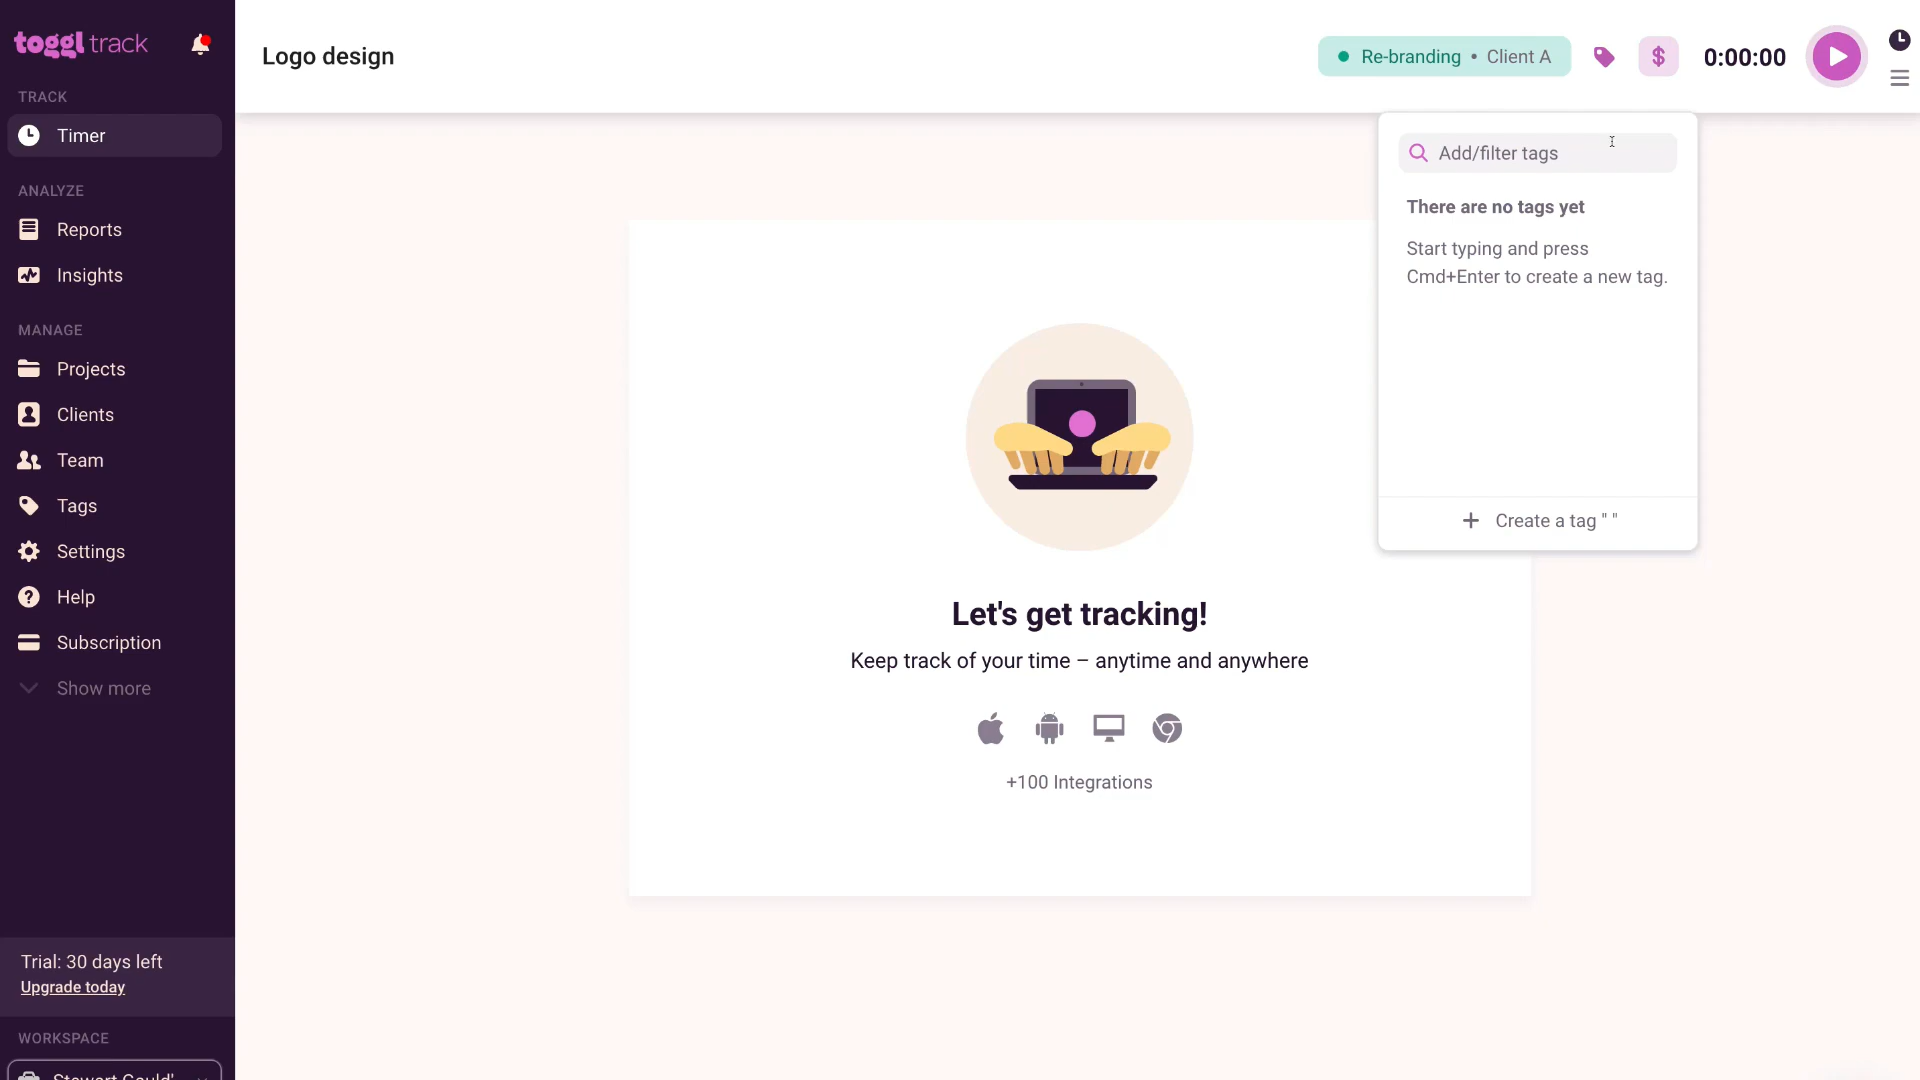 toggl track
TRACK
Timer
ANALYZE
Reports
Insights
MANAGE
Projects
Clients
Team
Tags
Settings
Help
Subscription
Show more
Trial: 30 days left
Upgrade today
WORKSPACE
Stewart Gauld'
Logo design
Re-branding • Client A
$
0:00:00
Add/filter tags
There are no tags yet
Start typing and press
Cmd+Enter to create a new tag.
+ Create a tag " "
Let's get tracking!
Keep track of your time – anytime and anywhere
+100 Integrations